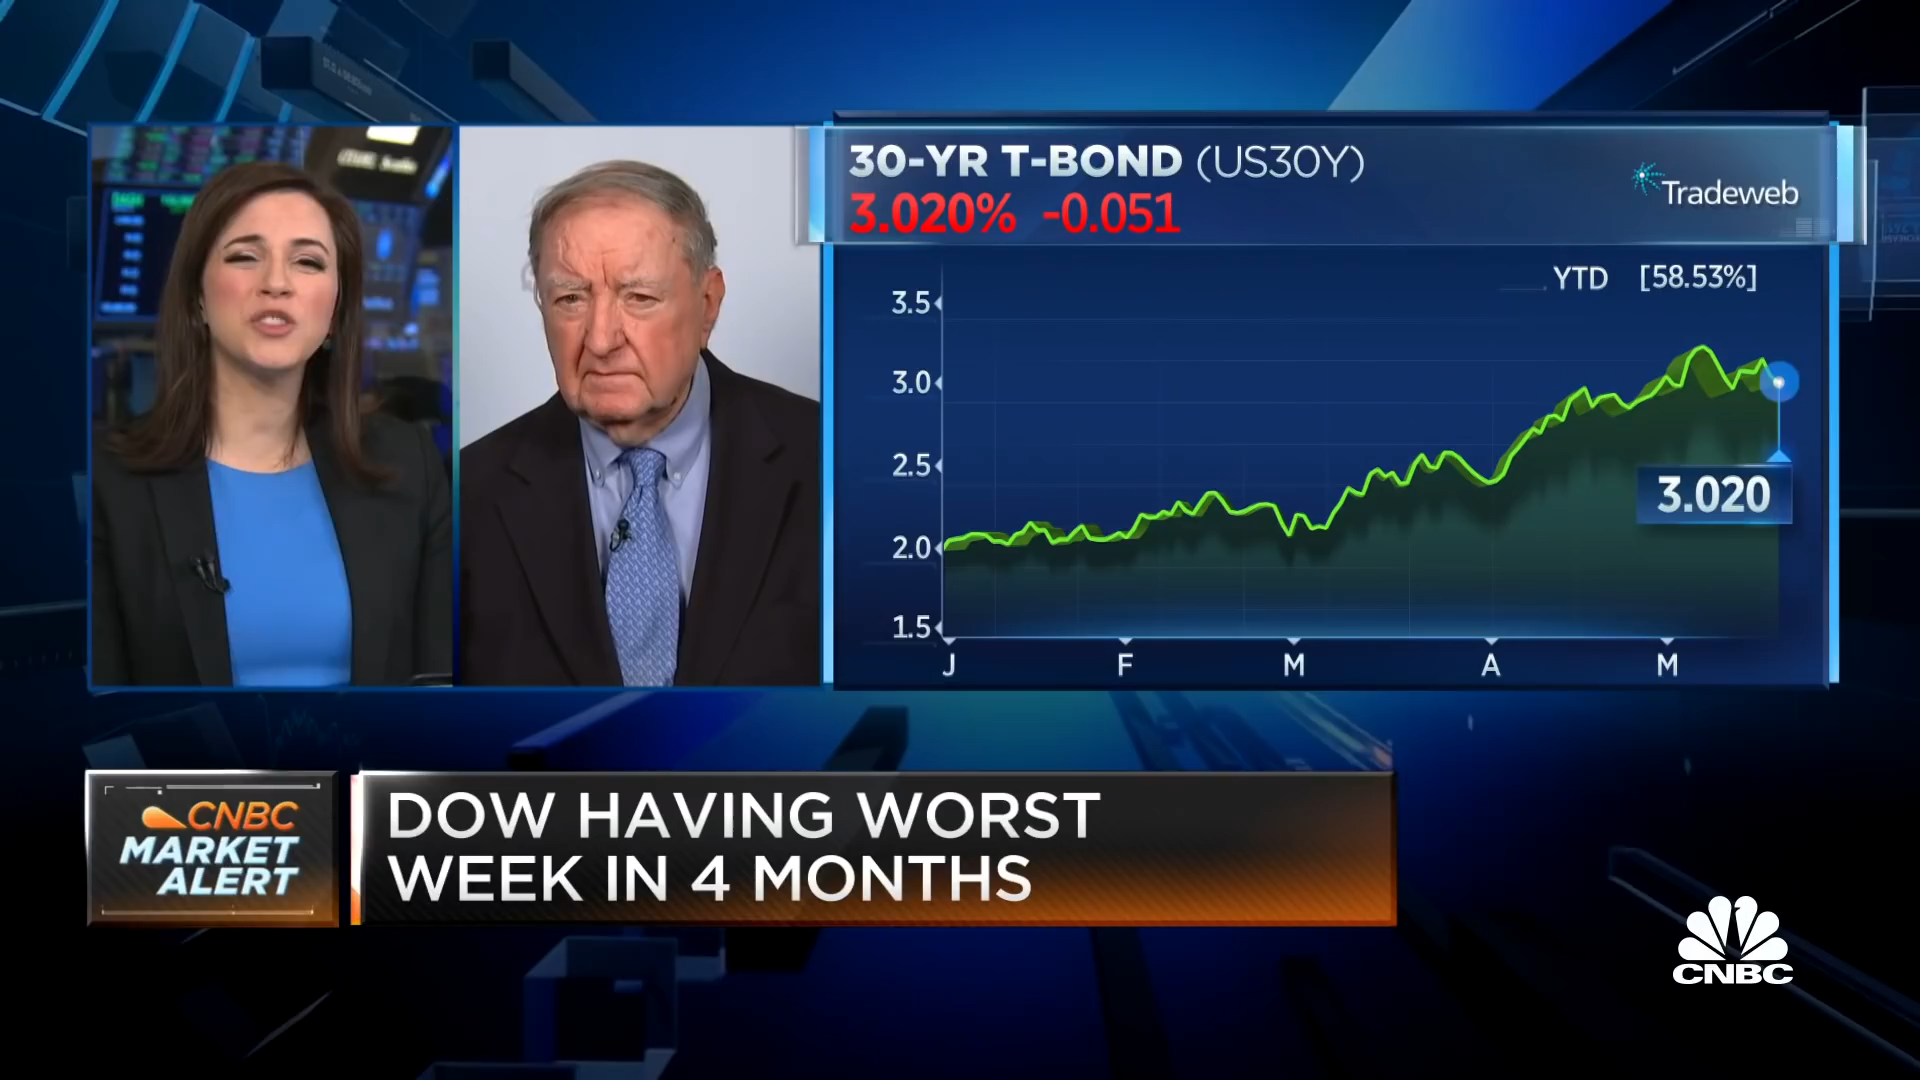 30-YR T-BOND (US30Y)
3.020% -0.051
Tradeweb
YTD [58.53%]
3.5
3.0
2.5
2.0
1.5
3.020
J F M A M
CNBC
MARKET
ALERT
DOW HAVING WORST
WEEK IN 4 MONTHS
CNBC